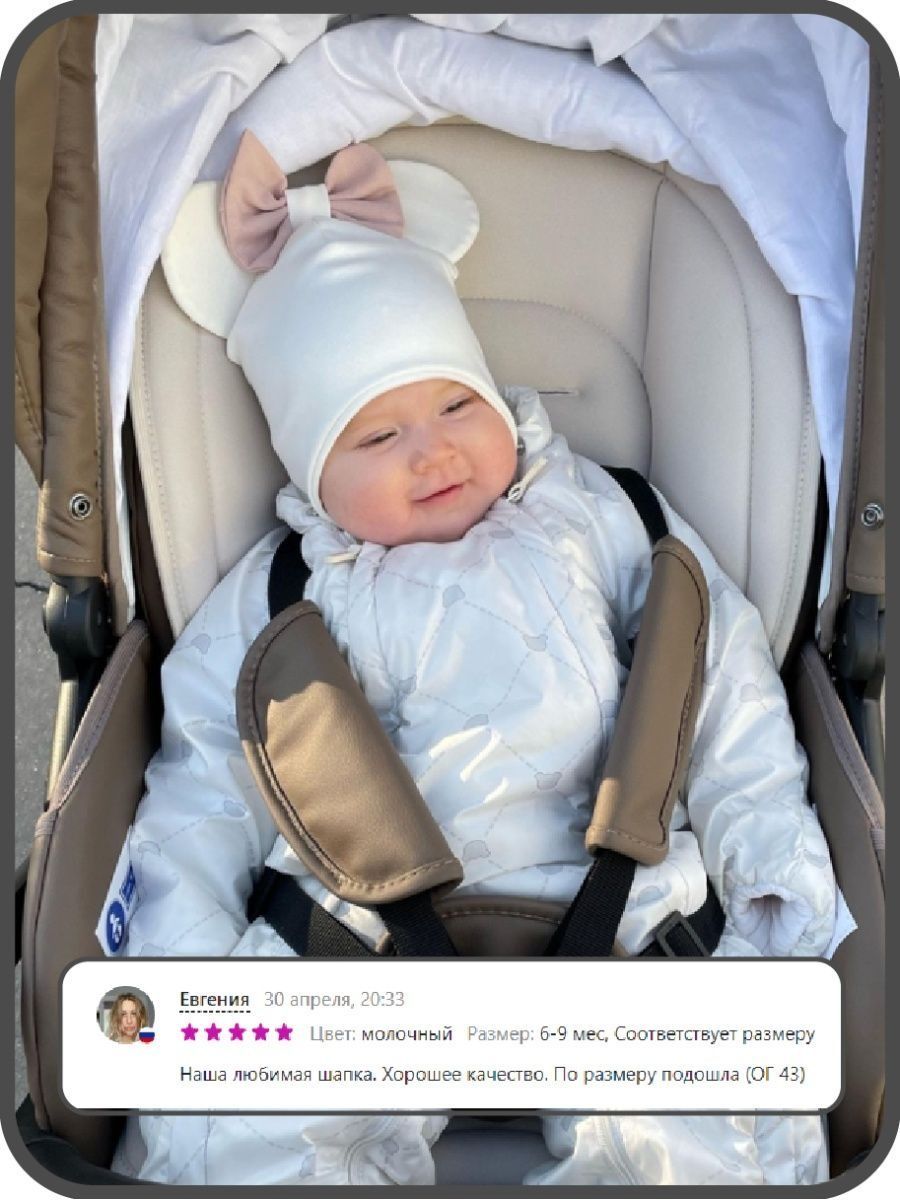 Евгения 30 апреля, 20:33
Цвет: молочный Размер: 6-9 мес, Соответствует размеру
Наша любимая шапка. Хорошее качество. По размеру подошла (ОГ 43)